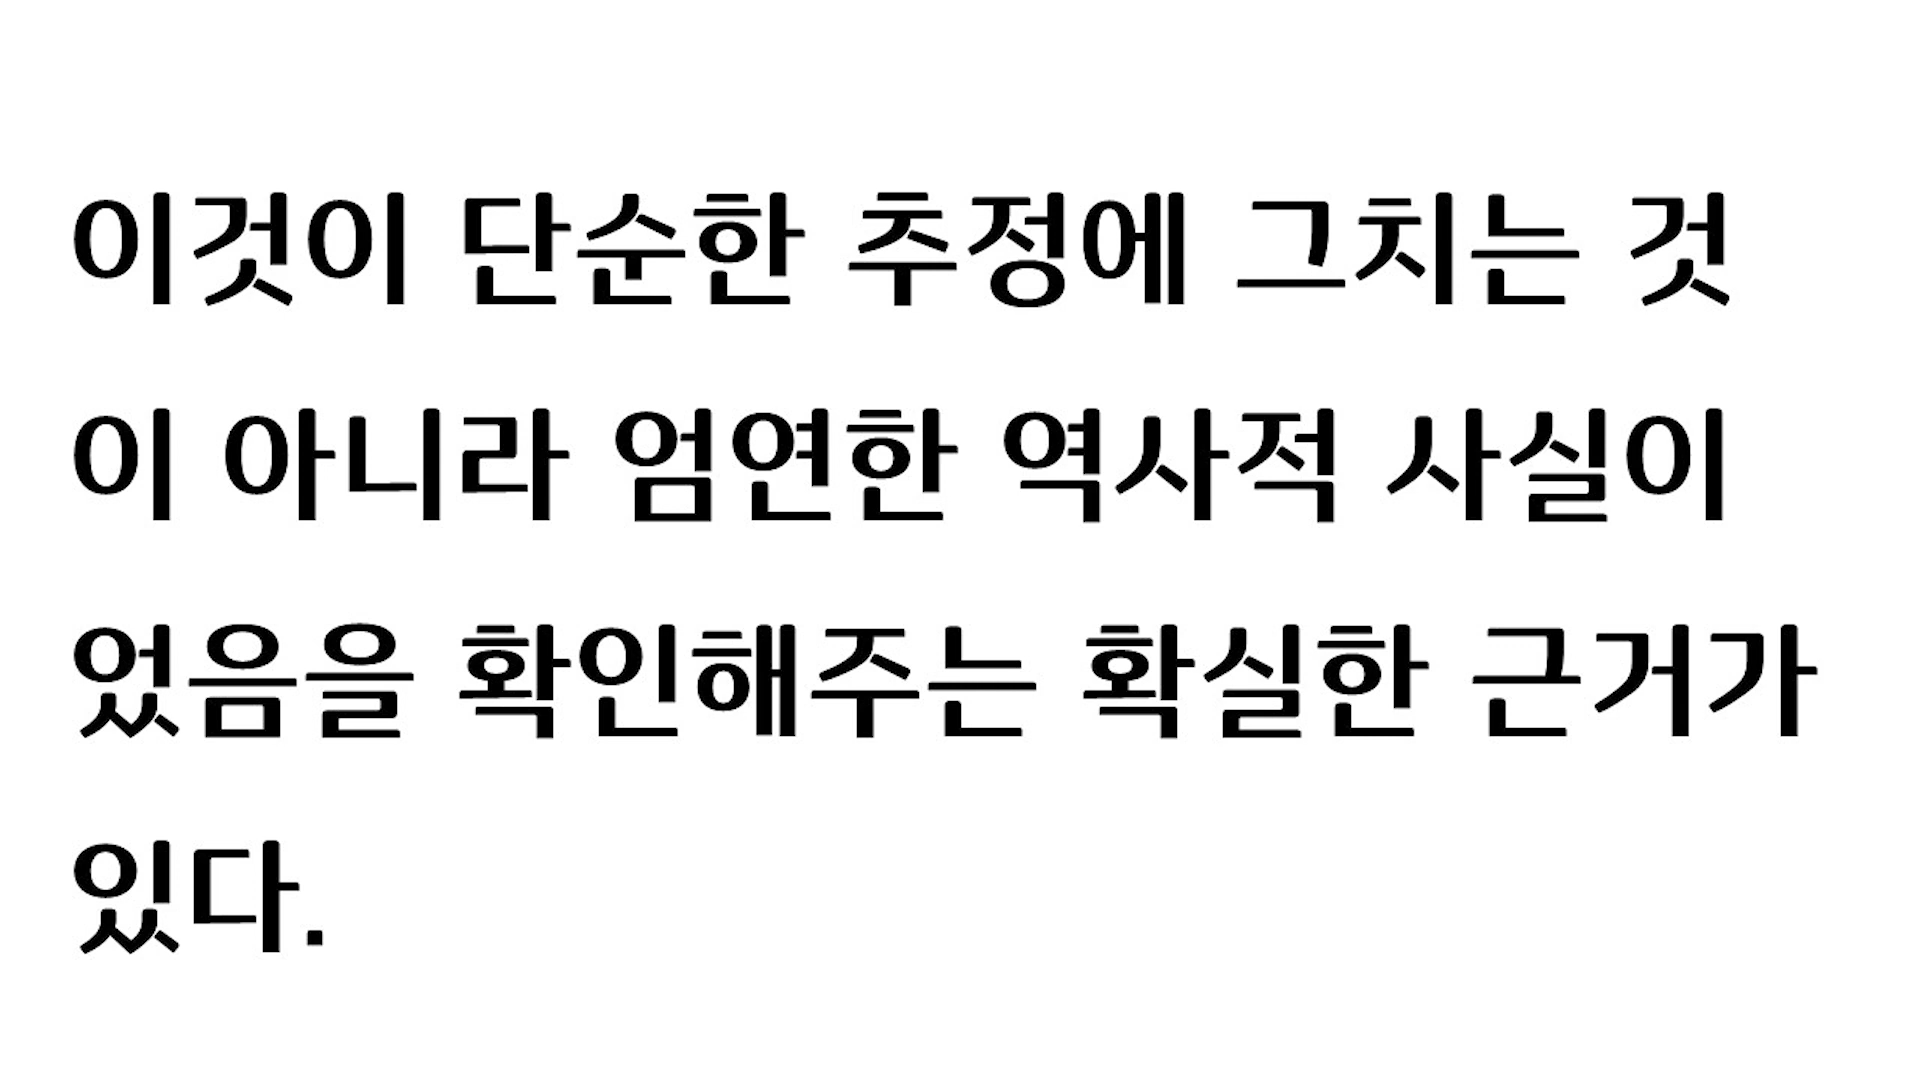 이것이 단순한 추정에 그치는 것
이 아니라 엄연한 역사적 사실이
었음을 확인해주는 확실한 근거가
있다.